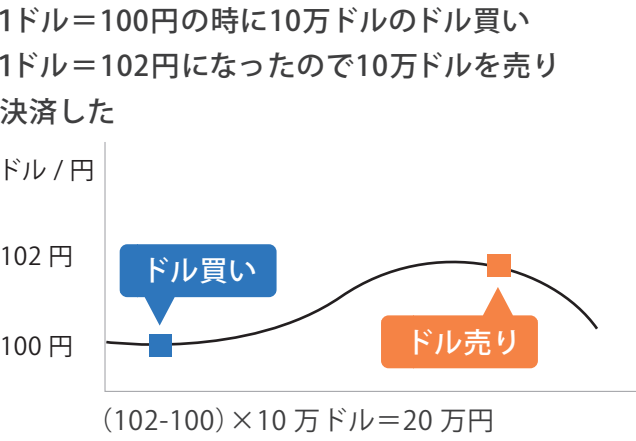 1ドル＝100円の時に10万ドルのドル買い
1ドル＝102円になったので10万ドルを売り
決済した
ドル / 円
102 円
ドル買い
100 円
ドル売り
（102-100）×10 万ドル＝20 万円